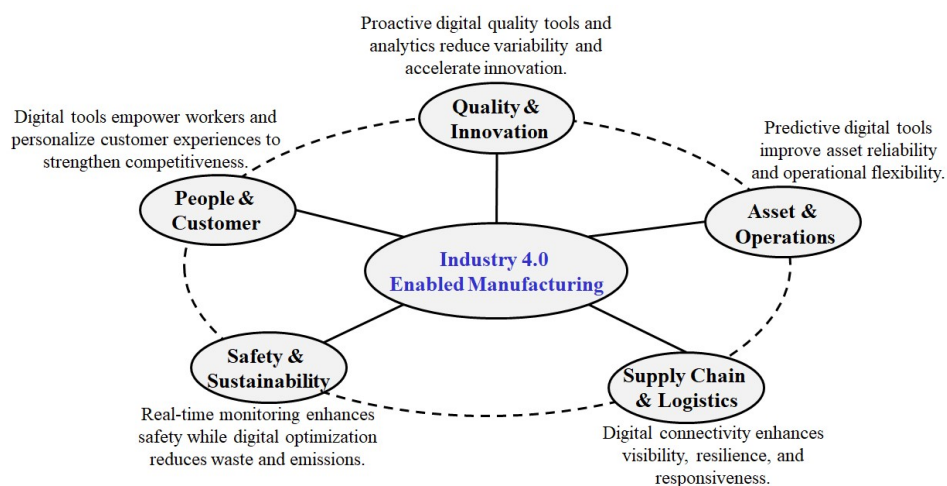 Proactive digital quality tools and
analytics reduce variability and
accelerate innovation.
Quality &
Innovation
Digital tools empower workers and
personalize customer experiences to
strengthen competitiveness.
People &
Customer
Predictive digital tools
improve asset reliability
and operational flexibility.
Asset &
Operations
Industry 4.0
Enabled Manufacturing
Safety &
Sustainability
Real-time monitoring enhances
safety while digital optimization
reduces waste and emissions.
Supply Chain
& Logistics
Digital connectivity enhances
visibility, resilience, and
responsiveness.